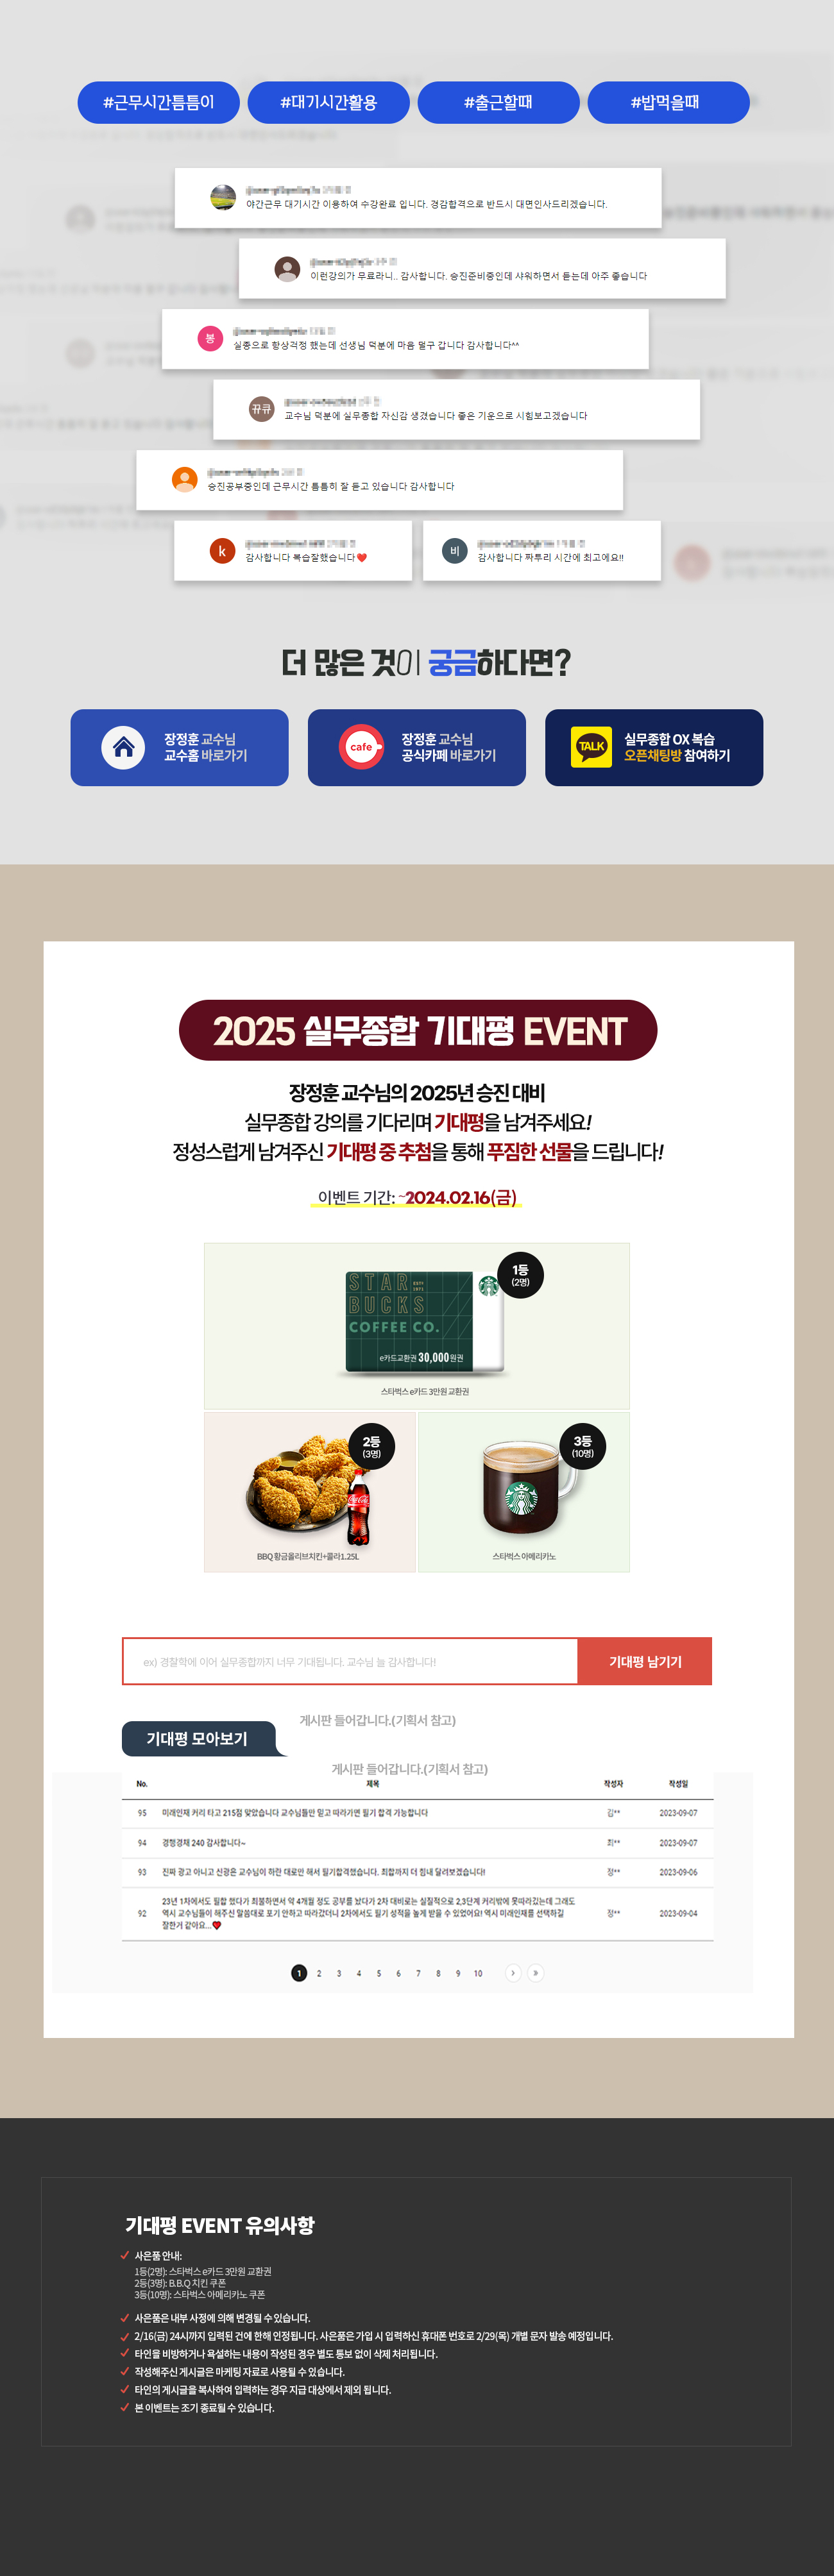 #근무시간틈틈이
#대기시간활용
#출근할때
#밥먹을때
야간근무 대기시간 이용하여 수강완료 입니다. 경감합격으로 반드시 대면인사드리겠습니다.
이런강의가 무료라니.. 감사합니다. 승진준비중인데 샤워하면서 듣는데 아주 좋습니다
봉
실종으로 항상걱정 했는데 선생님 덕분에 마음 떨구 갑니다 감사합니다^^
뀨큐
교수님 덕분에 실무종합 자신감 생겼습니다 좋은 기운으로 시험보고겠습니다
승진공부중인데 근무시간 틈틈히 잘 듣고 있습니다 감사합니다
k
감사합니다 복습잘했습니다❤️
비
감사합니다 짜투리 시간에 최고에요!!
더 많은 것이 궁금하다면?
장정훈 교수님
교수홈 바로가기
cafe
장정훈 교수님
공식카페 바로가기
TALK
실무종합 OX 복습
오픈채팅방 참여하기
2025 실무종합 기대평 EVENT
장정훈 교수님의 2025년 승진 대비
실무종합 강의를 기다리며 기대평을 남겨주세요!
정성스럽게 남겨주신 기대평 중 추첨을 통해 푸짐한 선물을 드립니다!
이벤트 기간: ~2024.02.16(금)
1등
(2명)
STAR
BUCKS
COFFEE CO.
e카드교환권 30,000원권
스타벅스 e카드 3만원 교환권
2등
(3명)
Coca-Cola
BBQ 황금올리브치킨+콜라1.25L
3등
(10명)
스타벅스 아메리카노
ex) 경찰학에 이어 실무종합까지 너무 기대됩니다. 교수님 늘 감사합니다!
기대평 남기기
게시판 들어갑니다.(기획서 참고)
기대평 모아보기
게시판 들어갑니다.(기획서 참고)
No. 제목 작성자 작성일
95 미래인재 커리 타고 215점 맞았습니다 교수님들만 믿고 따라가면 필기 합격 가능합니다 김** 2023-09-07
94 경행경채 240 감사합니다~ 최** 2023-09-07
93 진짜 광고 아니고 신광은 교수님이 하란 대로만 해서 필기합격했습니다. 최합까지 더 힘내 달려보겠습니다! 정** 2023-09-06
92 23년 1차에서도 필합 했다가 최불하면서 약 4개월 정도 공부를 놨다가 2차 대비로는 실질적으로 2,3단계 커리밖에 못따라갔는데 그래도
역시 교수님들이 해주신 말씀대로 포기 안하고 따라갔더니 2차에서도 필기 성적을 높게 받을 수 있었어요! 역시 미래인재를 선택하길
잘한거 같아요...❤️ 정** 2023-09-04
1 2 3 4 5 6 7 8 9 10 › »
기대평 EVENT 유의사항
사은품 안내:
1등(2명): 스타벅스 e카드 3만원 교환권
2등(3명): B.B.Q 치킨 쿠폰
3등(10명): 스타벅스 아메리카노 쿠폰
사은품은 내부 사정에 의해 변경될 수 있습니다.
2/16(금) 24시까지 입력된 건에 한해 인정됩니다. 사은품은 가입 시 입력하신 휴대폰 번호로 2/29(목) 개별 문자 발송 예정입니다.
타인을 비방하거나 욕설하는 내용이 작성된 경우 별도 통보 없이 삭제 처리됩니다.
작성해주신 게시글은 마케팅 자료로 사용될 수 있습니다.
타인의 게시글을 복사하여 입력하는 경우 지급 대상에서 제외 됩니다.
본 이벤트는 조기 종료될 수 있습니다.